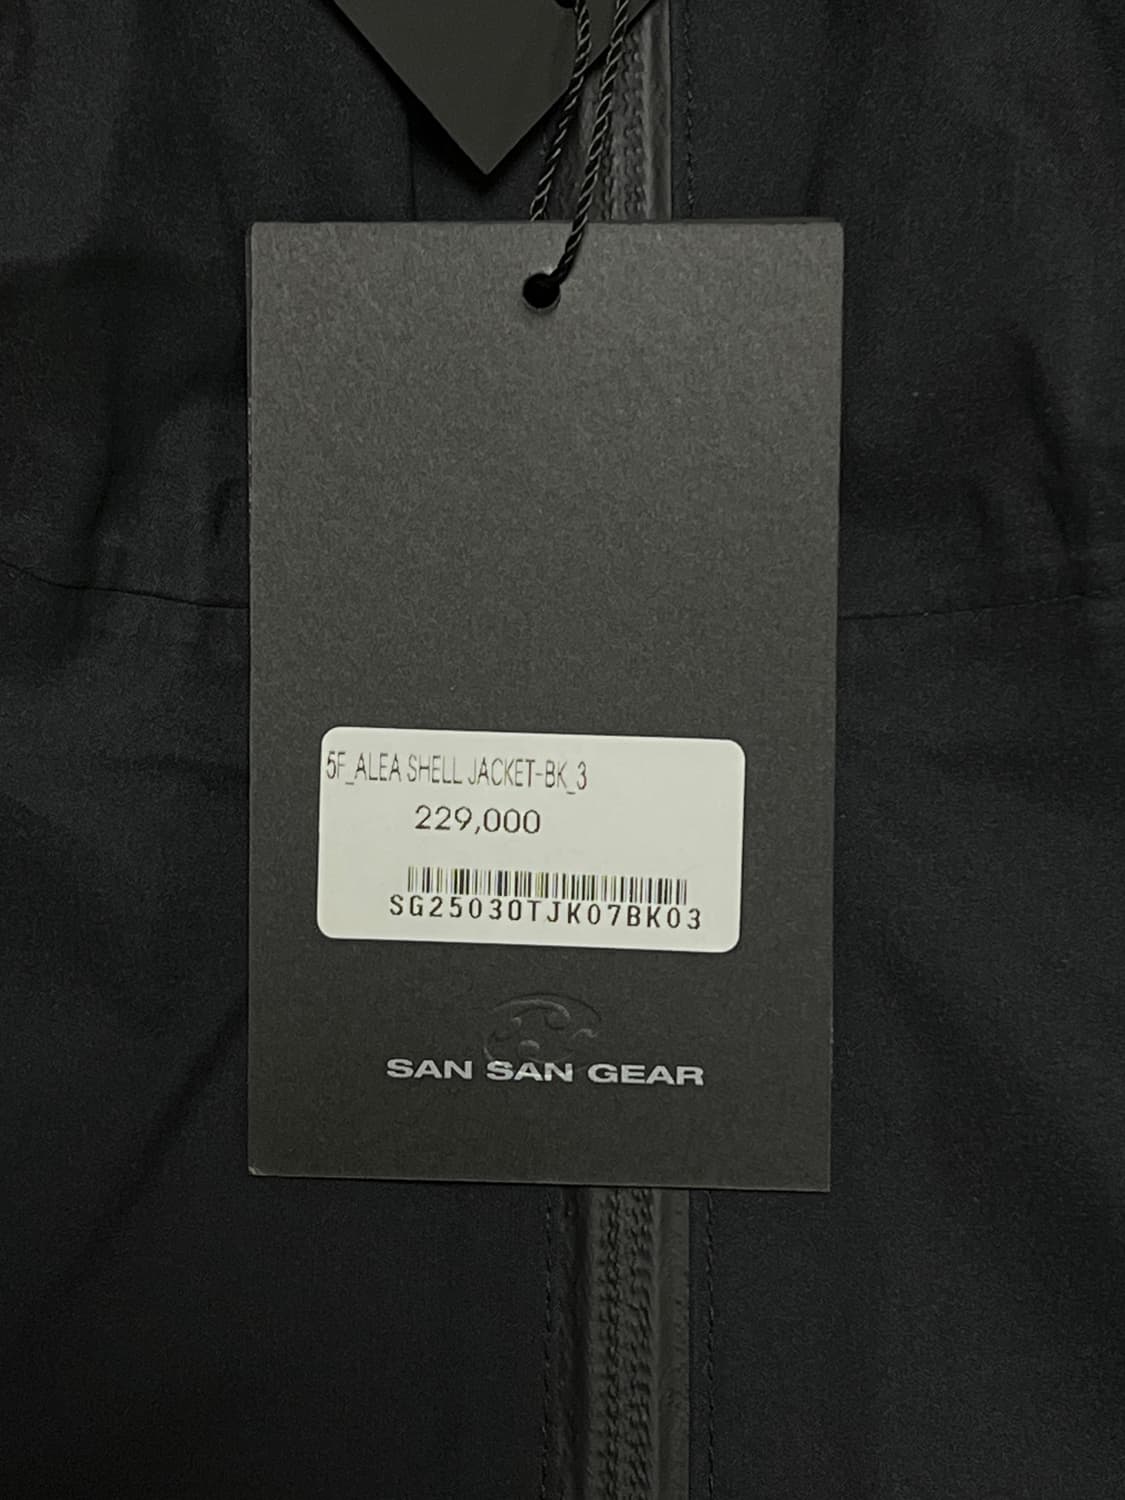 5F_ALEA SHELL JACKET-BK_3
229,000
SG25030TJK07BK03
SAN SAN GEAR